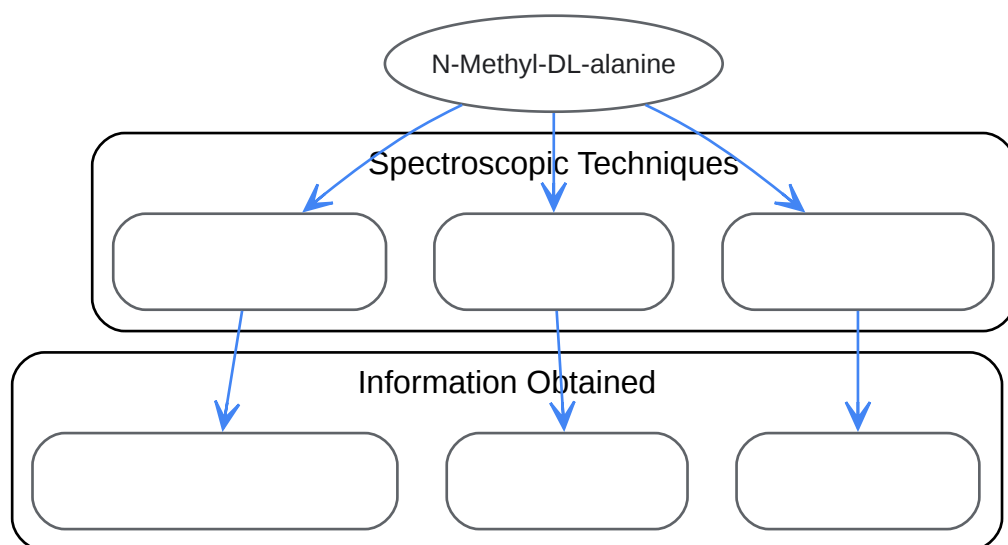 N-Methyl-DL-alanine
Spectroscopic Techniques
Information Obtained